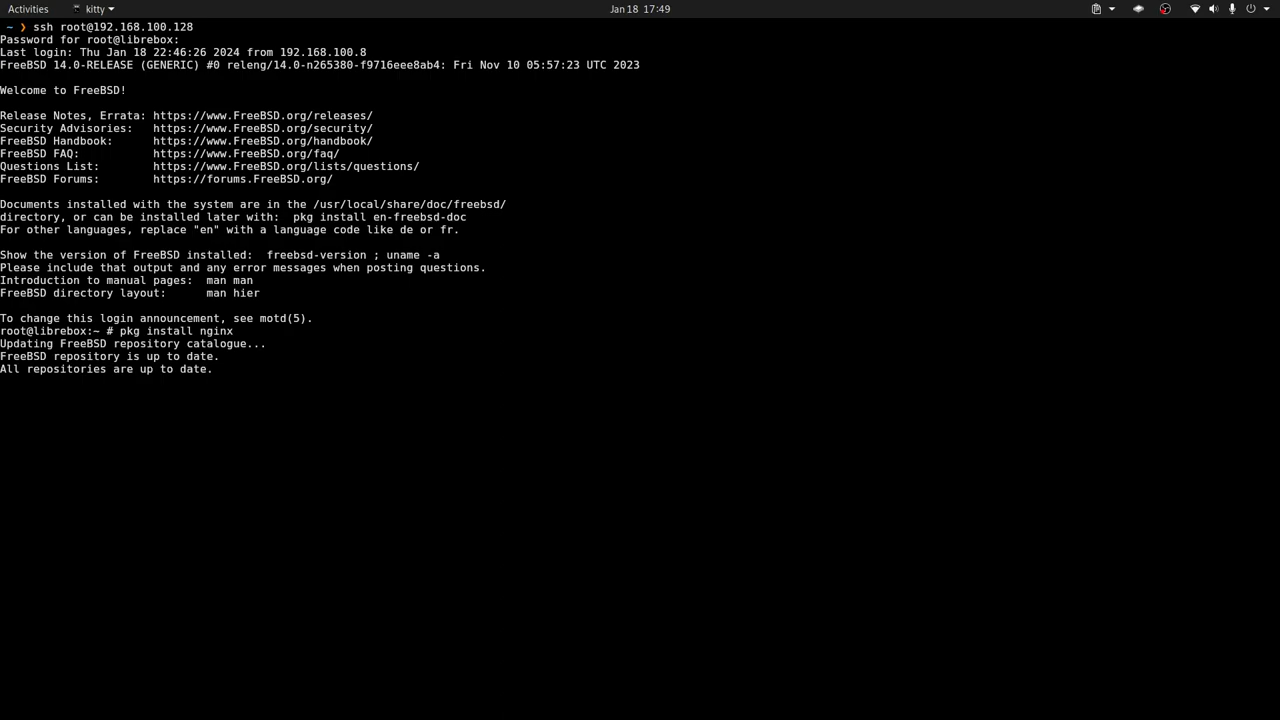 Activities kitty Jan 18 17:49
~ ❯ ssh root@192.168.100.128
Password for root@librebox:
Last login: Thu Jan 18 22:46:26 2024 from 192.168.100.8
FreeBSD 14.0-RELEASE (GENERIC) #0 releng/14.0-n265380-f9716eee8ab4: Fri Nov 10 05:57:23 UTC 2023
Welcome to FreeBSD!
Release Notes, Errata: https://www.FreeBSD.org/releases/
Security Advisories:   https://www.FreeBSD.org/security/
FreeBSD Handbook:      https://www.FreeBSD.org/handbook/
FreeBSD FAQ:           https://www.FreeBSD.org/faq/
Questions List:        https://www.FreeBSD.org/lists/questions/
FreeBSD Forums:        https://forums.FreeBSD.org/
Documents installed with the system are in the /usr/local/share/doc/freebsd/
directory, or can be installed later with:  pkg install en-freebsd-doc
For other languages, replace "en" with a language code like de or fr.
Show the version of FreeBSD installed:  freebsd-version ; uname -a
Please include that output and any error messages when posting questions.
Introduction to manual pages:  man man
FreeBSD directory layout:      man hier
To change this login announcement, see motd(5).
root@librebox:~ # pkg install nginx
Updating FreeBSD repository catalogue...
FreeBSD repository is up to date.
All repositories are up to date.